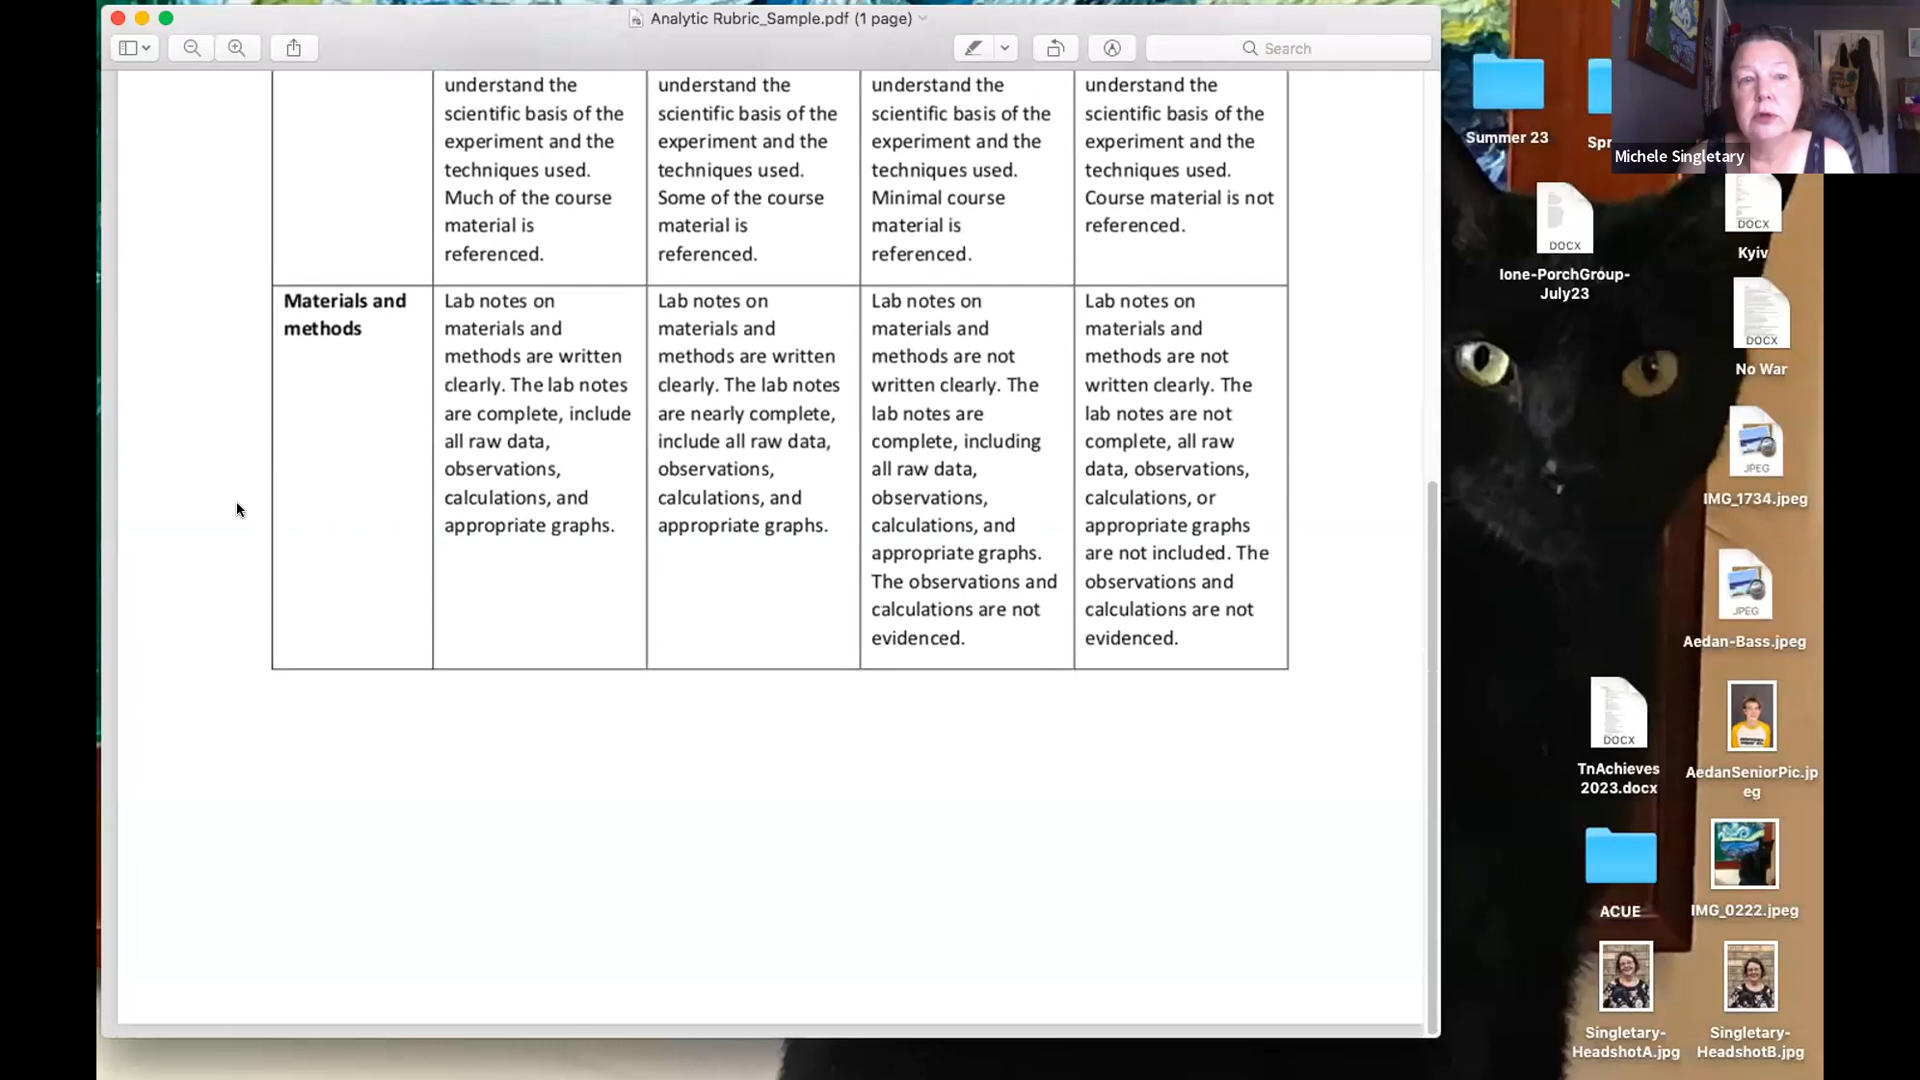 Analytic Rubric_Sample.pdf (1 page)
Search
understand the
scientific basis of the
experiment and the
techniques used.
Much of the course
material is
referenced.
understand the
scientific basis of the
experiment and the
techniques used.
Some of the course
material is
referenced.
understand the
scientific basis of the
experiment and the
techniques used.
Minimal course
material is
referenced.
understand the
scientific basis of the
experiment and the
techniques used.
Course material is not
referenced.
Materials and
methods
Lab notes on
materials and
methods are written
clearly. The lab notes
are complete, include
all raw data,
observations,
calculations, and
appropriate graphs.
Lab notes on
materials and
methods are written
clearly. The lab notes
are nearly complete,
include all raw data,
observations,
calculations, and
appropriate graphs.
Lab notes on
materials and
methods are not
written clearly. The
lab notes are
complete, including
all raw data,
observations,
calculations, and
appropriate graphs.
The observations and
calculations are not
evidenced.
Lab notes on
materials and
methods are not
written clearly. The
lab notes are not
complete, all raw
data, observations,
calculations, or
appropriate graphs
are not included. The
observations and
calculations are not
evidenced.
Michele Singletary
Summer 23
Spr
DOCX
Ione-PorchGroup-
July23
DOCX
Kyiv
DOCX
No War
JPEG
IMG_1734.jpeg
JPEG
Aedan-Bass.jpeg
DOCX
TnAchieves
2023.docx
AedanSeniorPic.jp
eg
ACUE
IMG_0222.jpeg
Singletary-
HeadshotA.jpg
Singletary-
HeadshotB.jpg